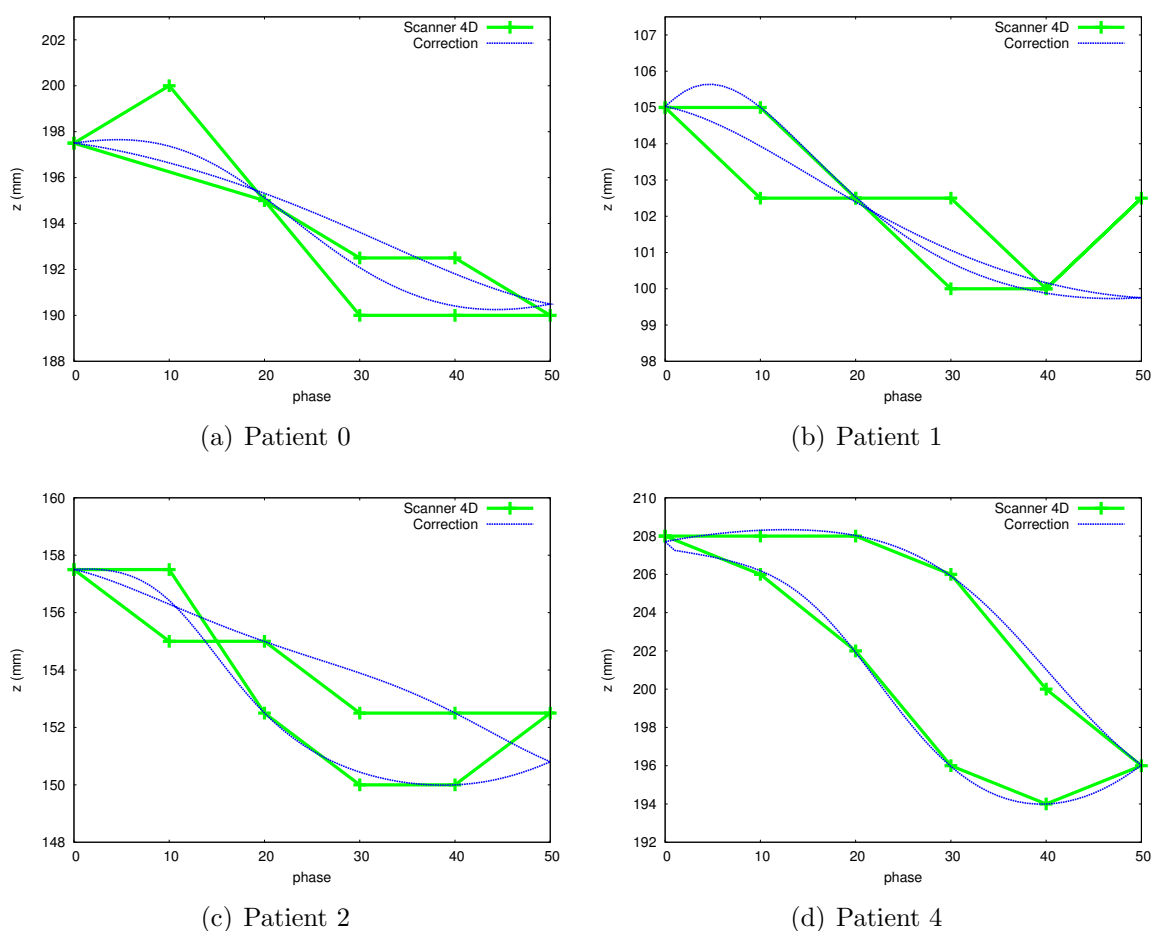 202
200
198
196
194
192
190
188
z (mm)
0 10 20 30 40 50
phase
Scanner 4D
Correction
(a) Patient 0
107
106
105
104
103
102
101
100
99
98
z (mm)
0 10 20 30 40 50
phase
Scanner 4D
Correction
(b) Patient 1
160
158
156
154
152
150
148
z (mm)
0 10 20 30 40 50
phase
Scanner 4D
Correction
(c) Patient 2
210
208
206
204
202
200
198
196
194
192
z (mm)
0 10 20 30 40 50
phase
Scanner 4D
Correction
(d) Patient 4